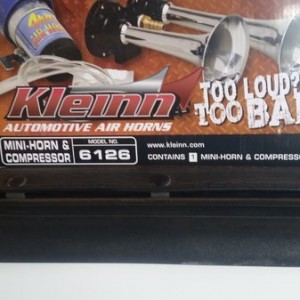 Kleinn
AUTOMOTIVE AIR HORNS
TOO LOUD?
TOO BA
MINI-HORN &
COMPRESSOR
MODEL NO.
6126
www.kleinn.com
CONTAINS 1 MINI-HORN & COMPRESSO